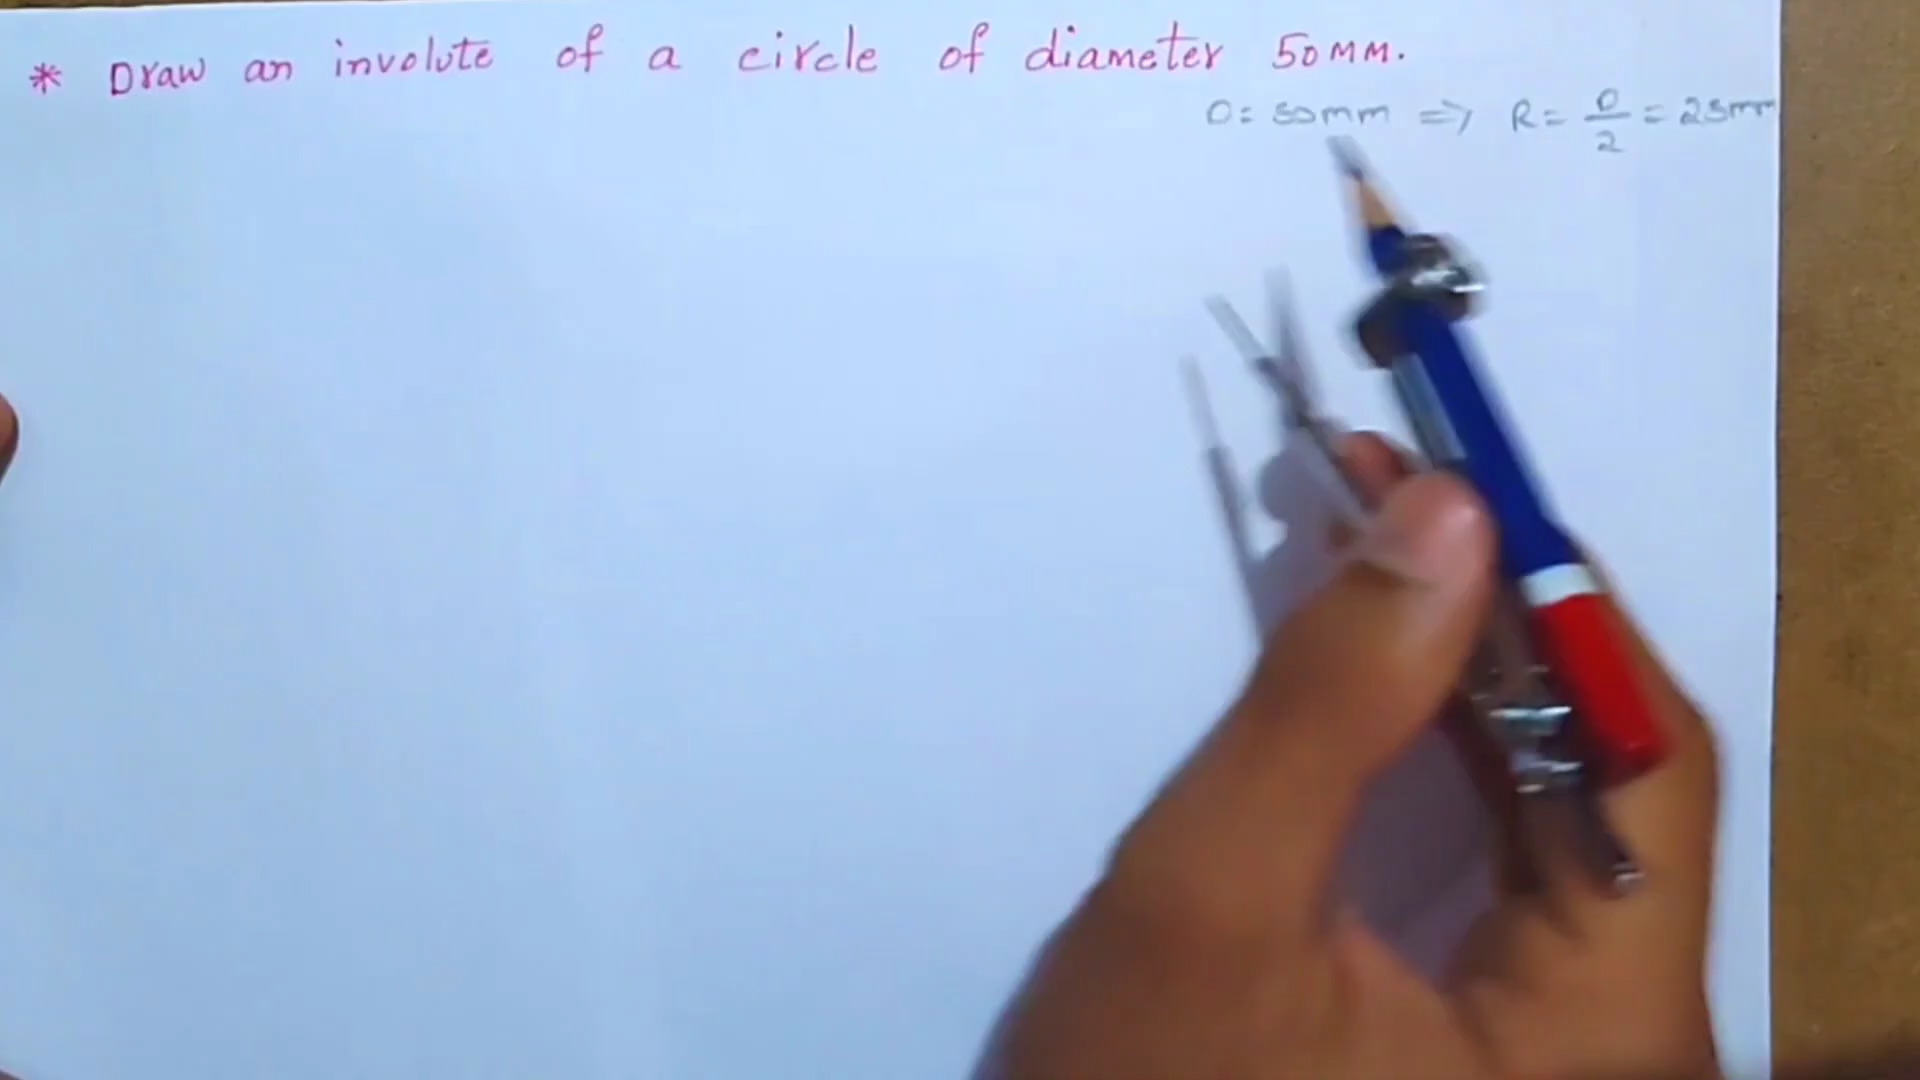 * Draw an involute of a circle of diameter 50mm.
D = 50mm ⇒ R = D/2 = 25mm